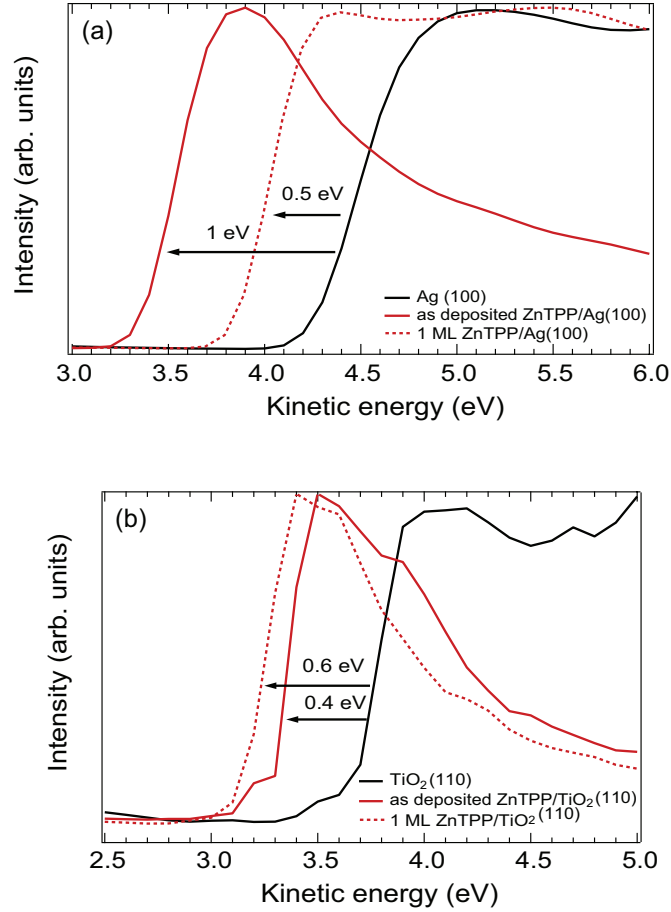 (a)
Intensity (arb. units)
0.5 eV
1 eV
Ag (100)
as deposited ZnTPP/Ag(100)
1 ML ZnTPP/Ag(100)
3.0 3.5 4.0 4.5 5.0 5.5 6.0
Kinetic energy (eV)
(b)
Intensity (arb. units)
0.6 eV
0.4 eV
TiO2(110)
as deposited ZnTPP/TiO2(110)
1 ML ZnTPP/TiO2(110)
2.5 3.0 3.5 4.0 4.5 5.0
Kinetic energy (eV)